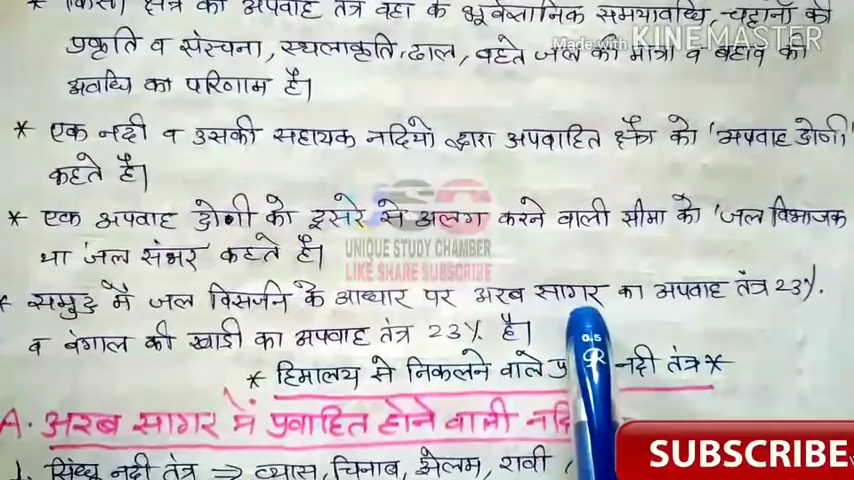 * किसी क्षेत्र का अपवाह तंत्र वहां के भूवैज्ञानिक समयावधि, चट्टानों की
प्रकृति व संरचना, स्थलाकृति, ढाल, बहते जल की मात्रा व बहाव का
अवधि का परिणाम है।
Made with KINEMASTER
* एक नदी व उसकी सहायक नदियों द्वारा अपवाहित क्षेत्र को 'अपवाह द्रोणी'
कहते है।
* एक अपवाह द्रोणी को दूसरे से अलग करने वाली सीमा को 'जल विभाजक
या 'जल संभर' कहते है।
UNIQUE STUDY CHAMBER
LIKE SHARE SUBSCRIBE
* समुद्र में जल विसर्जन के आधार पर अरब सागर का अपवाह तंत्र 23%.
व बंगाल की खाडी का अपवाह तंत्र 23% है।
* हिमालय से निकलने वाले नदी तंत्र *
A. अरब सागर में प्रवाहित होने वाली
1. सिंधु नदी तंत्र ⇒ व्यास, चिनाब, झेलम, रावी,
SUBSCRIBE